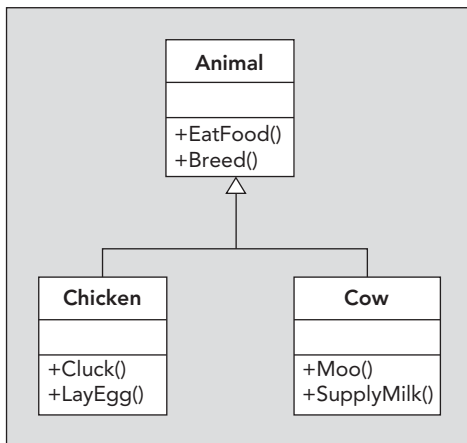 Animal
+EatFood()
+Breed()
Chicken
+Cluck()
+LayEgg()
Cow
+Moo()
+SupplyMilk()